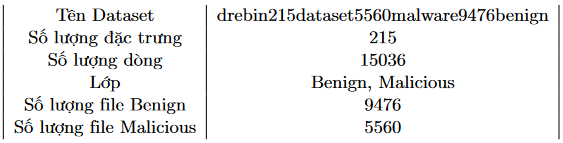 Tên Dataset drebin215dataset5560malware9476benign
Số lượng đặc trưng 215
Số lượng dòng 15036
Lớp Benign, Malicious
Số lượng file Benign 9476
Số lượng file Malicious 5560